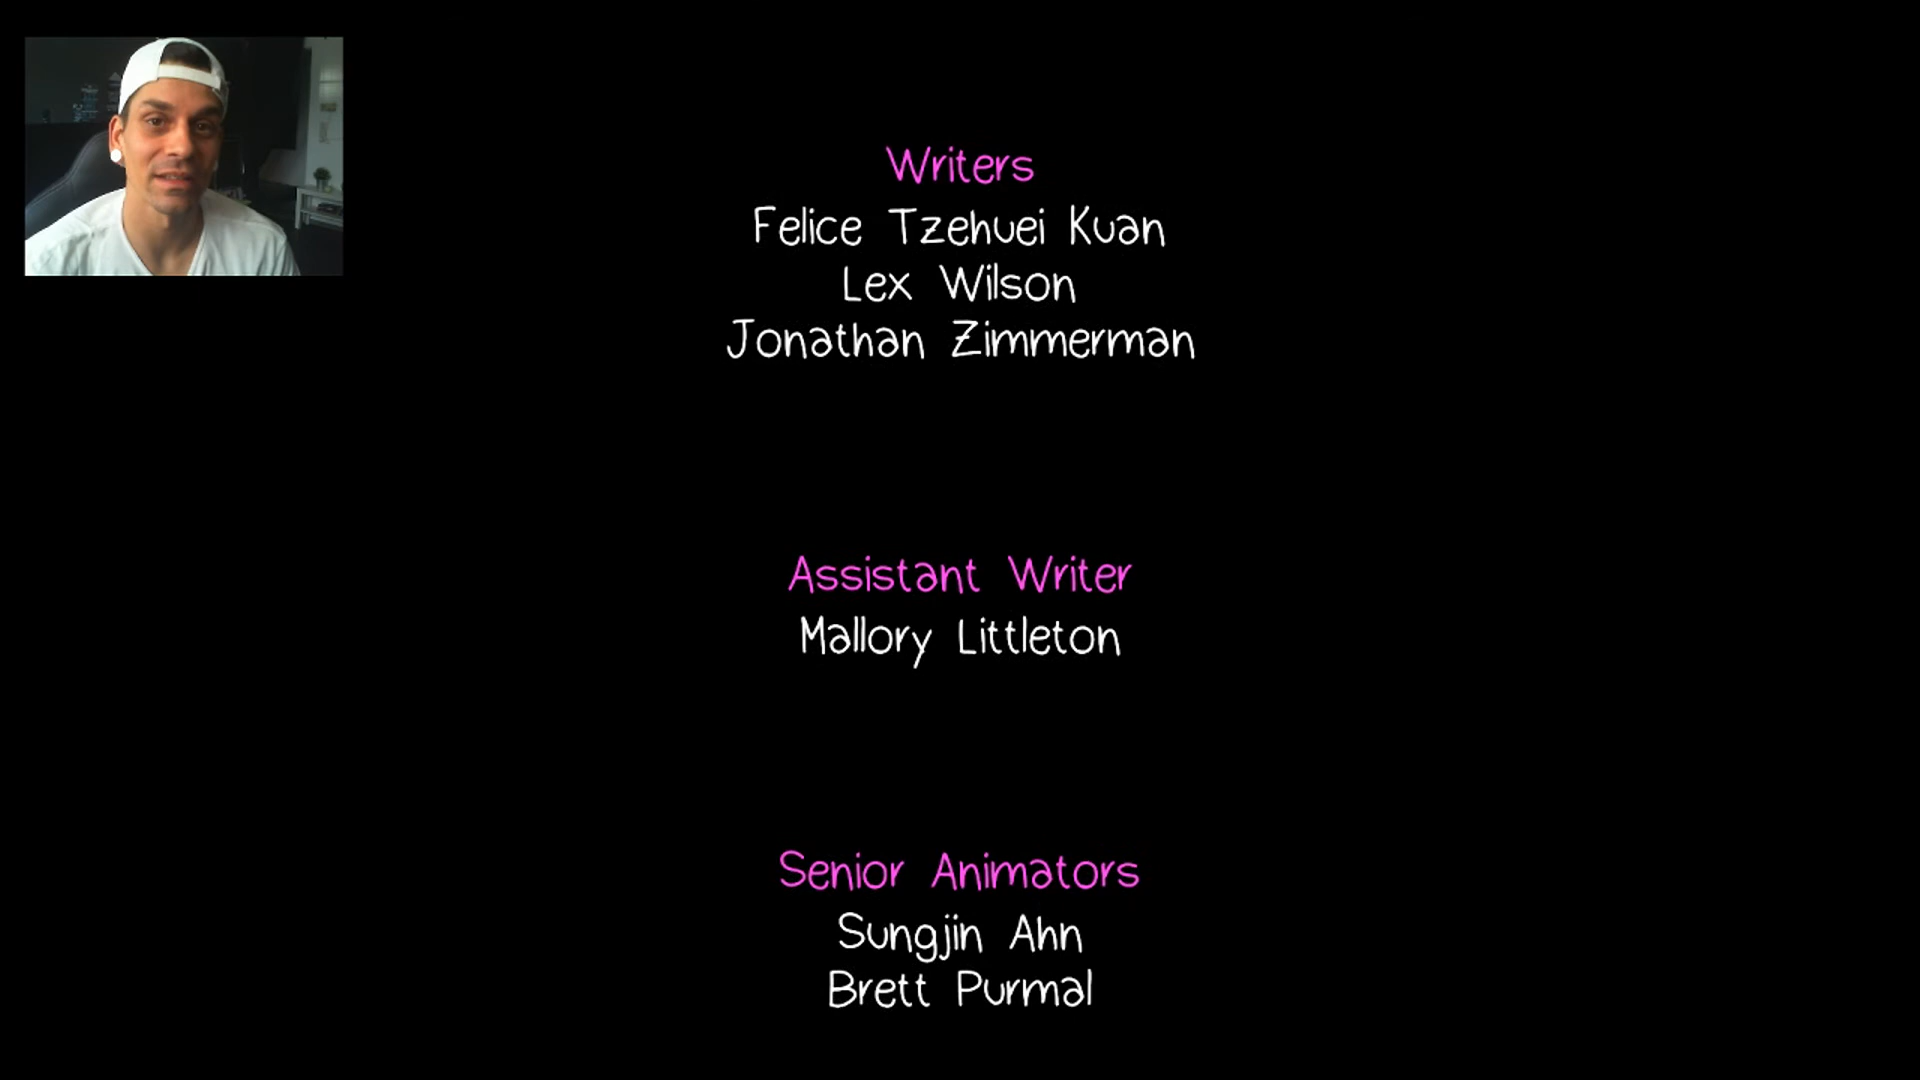 Writers
Felice Tzehuei Kuan
Lex Wilson
Jonathan Zimmerman
Assistant Writer
Mallory Littleton
Senior Animators
Sungjin Ahn
Brett Purmal